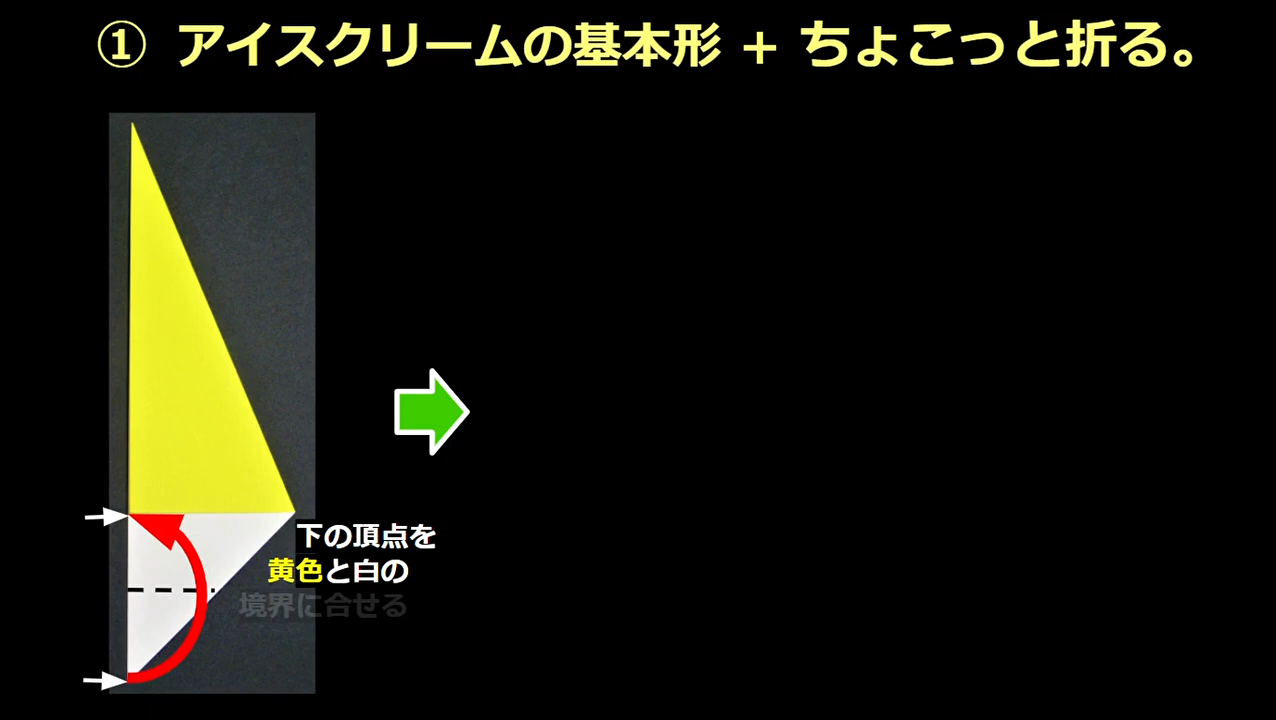 ① アイスクリームの基本形 + ちょこっと折る。
下の頂点を
黄色と白の
境界に合せる